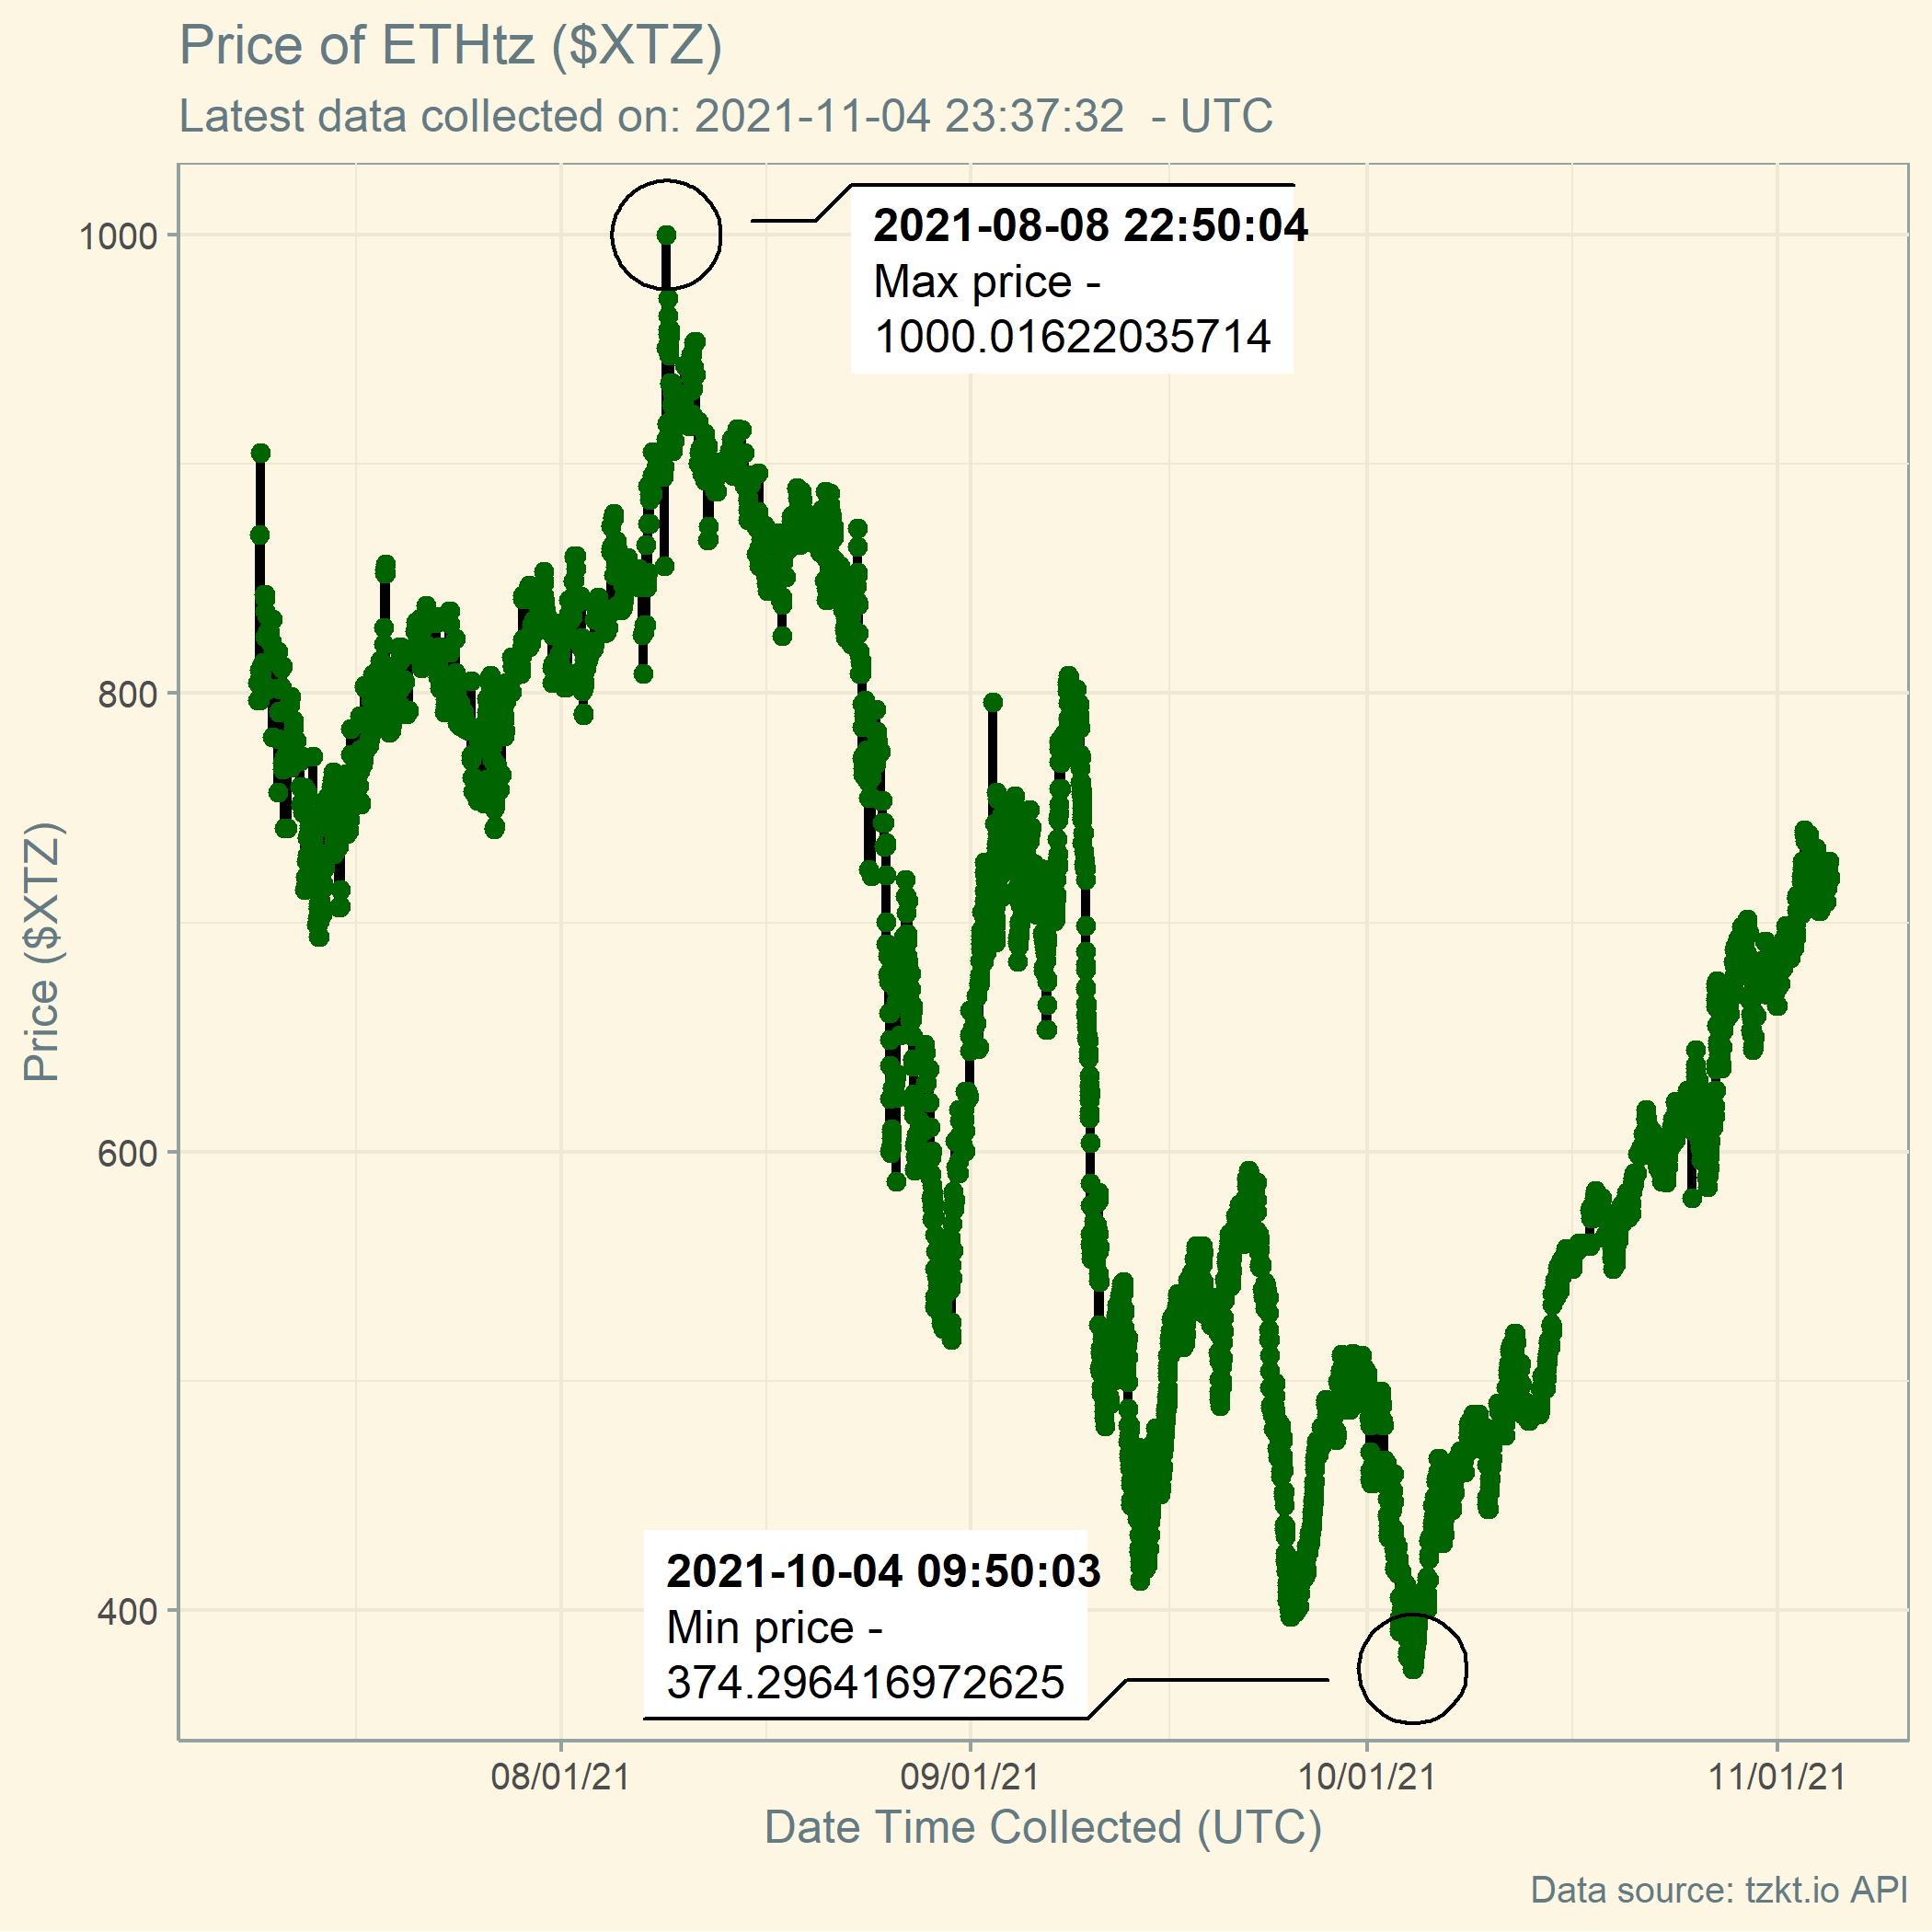 Price of ETHtz ($XTZ)
Latest data collected on: 2021-11-04 23:37:32  - UTC
1000
800
600
400
Price ($XTZ)
2021-08-08 22:50:04
Max price -
1000.01622035714
2021-10-04 09:50:03
Min price -
374.296416972625
08/01/21
09/01/21
10/01/21
11/01/21
Date Time Collected (UTC)
Data source: tzkt.io API